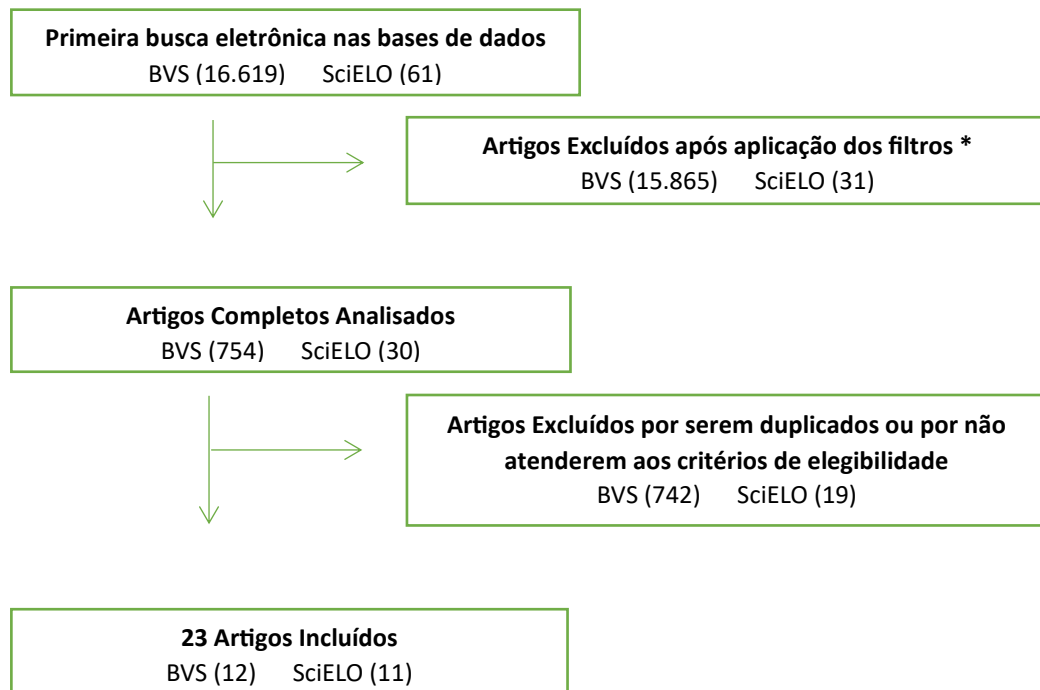 Primeira busca eletrônica nas bases de dados
BVS (16.619) SciELO (61)
Artigos Excluídos após aplicação dos filtros *
BVS (15.865) SciELO (31)
Artigos Completos Analisados
BVS (754) SciELO (30)
Artigos Excluídos por serem duplicados ou por não
atenderem aos critérios de elegibilidade
BVS (742) SciELO (19)
23 Artigos Incluídos
BVS (12) SciELO (11)